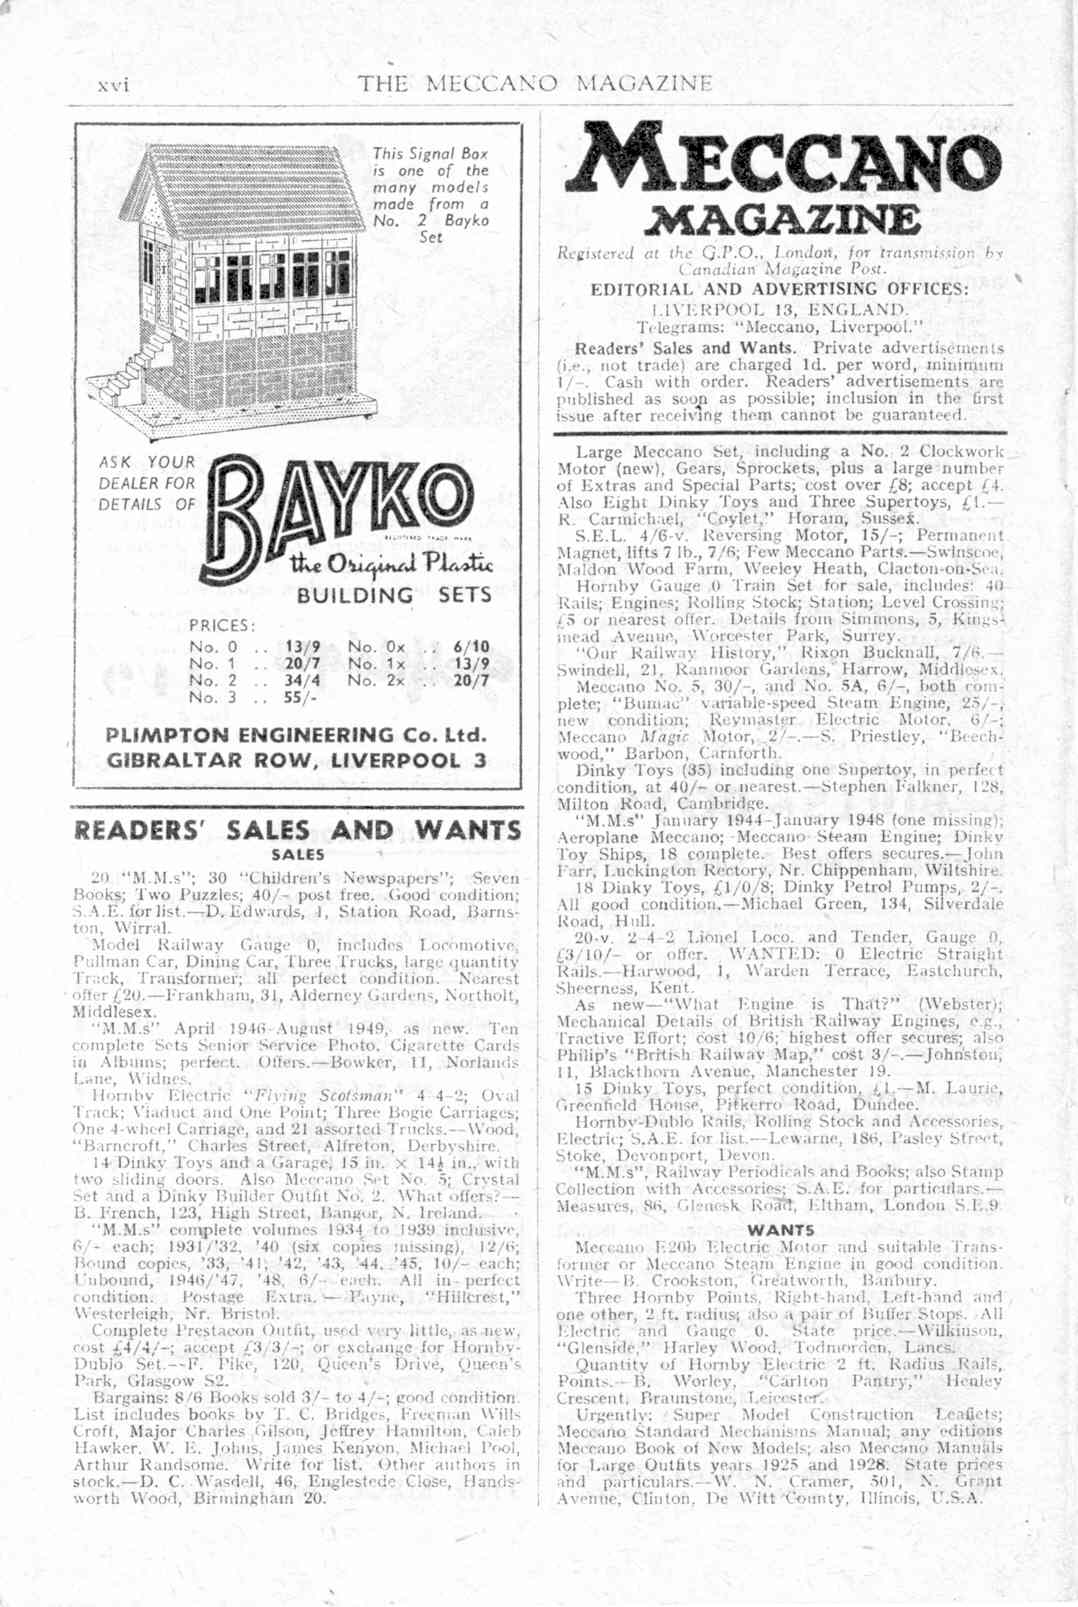 xvi
THE MECCANO MAGAZINE
This Signal Box
is one of the
many models
made from a
No. 2 Bayko
Set
ASK YOUR
DEALER FOR
DETAILS OF
BAYKO
REGISTERED TRADE MARK
the Original Plastic
BUILDING SETS
PRICES:
No. 0 .. 13/9 No. 0x .. 6/10
No. 1 .. 20/7 No. 1x .. 13/9
No. 2 .. 34/4 No. 2x .. 20/7
No. 3 .. 55/-
PLIMPTON ENGINEERING Co. Ltd.
GIBRALTAR ROW, LIVERPOOL 3
READERS' SALES AND WANTS
SALES
20 "M.M.s"; 30 "Children's Newspapers"; Seven
Books; Two Puzzles; 40/- post free. Good condition;
S.A.E. for list.—D. Edwards, 1, Station Road, Barns-
ton, Wirral.
Model Railway Gauge 0, includes Locomotive,
Pullman Car, Dining Car, Three Trucks, large quantity
Track, Transformer; all perfect condition. Nearest
offer £20.—Frankham, 31, Alderney Gardens, Northolt,
Middlesex.
"M.M.s" April 1946-August 1949, as new. Ten
complete Sets Senior Service Photo. Cigarette Cards
in Albums; perfect. Offers.—Bowker, 11, Norlands
Lane, Widnes.
Hornby Electric "Flying Scotsman" 4-4-2; Oval
Track; Viaduct and One Point; Three Bogie Carriages;
One 4-wheel Carriage, and 21 assorted Trucks.—Wood,
"Barncroft," Charles Street, Alfreton, Derbyshire.
14 Dinky Toys and a Garage, 15 in. × 14½ in., with
two sliding doors. Also Meccano Set No. 5; Crystal
Set and a Dinky Builder Outfit No. 2. What offers?—
B. French, 123, High Street, Bangor, N. Ireland.
"M.M.s" complete volumes 1934 to 1939 inclusive,
6/- each; 1931/'32, '40 (six copies missing), 12/6;
Bound copies, '33, '41, '42, '43, '44, '45, 10/- each;
Unbound, 1946/'47, '48, 6/- each. All in perfect
condition. Postage Extra. — Payne, "Hillcrest,"
Westerleigh, Nr. Bristol.
Complete Prestacon Outfit, used very little, as new,
cost £4/4/-; accept £3/3/-; or exchange for Hornby-
Dublo Set.—F. Pike, 120, Queen's Drive, Queen's
Park, Glasgow S2.
Bargains: 8/6 Books sold 3/- to 4/-; good condition.
List includes books by T. C. Bridges, Freeman Wills
Croft, Major Charles Gilson, Jeffrey Hamilton, Caleb
Hawker, W. E. Johns, James Kenyon, Michael Pool,
Arthur Randsome. Write for list. Other authors in
stock.—D. C. Wasdell, 46, Englestede Close, Hands-
worth Wood, Birmingham 20.
MECCANO
MAGAZINE
Registered at the G.P.O., London, for transmission by
Canadian Magazine Post.
EDITORIAL AND ADVERTISING OFFICES:
LIVERPOOL 13, ENGLAND.
Telegrams: "Meccano, Liverpool."
Readers' Sales and Wants. Private advertisements
(i.e., not trade) are charged 1d. per word, minimum
1/-. Cash with order. Readers' advertisements are
published as soon as possible; inclusion in the first
issue after receiving them cannot be guaranteed.
Large Meccano Set, including a No. 2 Clockwork
Motor (new), Gears, Sprockets, plus a large number
of Extras and Special Parts; cost over £8; accept £4.
Also Eight Dinky Toys and Three Supertoys, £1.—
R. Carmichael, "Coylet," Horam, Sussex.
S.E.L. 4/6-v. Reversing Motor, 15/-; Permanent
Magnet, lifts 7 lb., 7/6; Few Meccano Parts.—Swinscoe,
Maldon Wood Farm, Weeley Heath, Clacton-on-Sea.
Hornby Gauge 0 Train Set for sale, includes: 40
Rails; Engines; Rolling Stock; Station; Level Crossing;
£5 or nearest offer. Details from Simmons, 5, Kings-
mead Avenue, Worcester Park, Surrey.
"Our Railway History," Rixon Bucknall, 7/6.—
Swindell, 21, Ranmoor Gardens, Harrow, Middlesex.
Meccano No. 5, 30/-, and No. 5A, 6/-, both com-
plete; "Bumac" variable-speed Steam Engine, 25/-,
new condition; Reymaster Electric Motor, 6/-;
Meccano Magic Motor, 2/-.—S. Priestley, "Beech-
wood," Barbon, Carnforth.
Dinky Toys (35) including one Supertoy, in perfect
condition, at 40/- or nearest.—Stephen Falkner, 128,
Milton Road, Cambridge.
"M.M.s" January 1944-January 1948 (one missing);
Aeroplane Meccano; Meccano Steam Engine; Dinky
Toy Ships, 18 complete. Best offers secures.—John
Farr, Luckington Rectory, Nr. Chippenham, Wiltshire.
18 Dinky Toys, £1/0/8; Dinky Petrol Pumps, 2/-.
All good condition.—Michael Green, 134, Silverdale
Road, Hull.
20-v. 2-4-2 Lionel Loco. and Tender, Gauge 0,
£3/10/- or offer. WANTED: 0 Electric Straight
Rails.—Harwood, 1, Warden Terrace, Eastchurch,
Sheerness, Kent.
As new—"What Engine is That?" (Webster);
Mechanical Details of British Railway Engines, e.g.,
Tractive Effort; cost 10/6; highest offer secures; also
Philip's "British Railway Map," cost 3/-.—Johnston,
11, Blackthorn Avenue, Manchester 19.
15 Dinky Toys, perfect condition, £1.—M. Laurie,
Greenfield House, Pitkerro Road, Dundee.
Hornby-Dublo Rails, Rolling Stock and Accessories,
Electric; S.A.E. for list.—Lewarne, 186, Pasley Street,
Stoke, Devonport, Devon.
"M.M.s", Railway Periodicals and Books; also Stamp
Collection with Accessories; S.A.E. for particulars.—
Measures, 86, Glenesk Road, Eltham, London S.E.9.
WANTS
Meccano E20b Electric Motor and suitable Trans-
former or Meccano Steam Engine in good condition.
Write—B. Crookston, Greatworth, Banbury.
Three Hornby Points, Right-hand, Left-hand and
one other, 2 ft. radius; also a pair of Buffer Stops. All
Electric and Gauge 0. State price.—Wilkinson,
"Glenside," Harley Wood, Todmorden, Lancs.
Quantity of Hornby Electric 2 ft. Radius Rails,
Points.—B. Worley, "Carlton Pantry," Henley
Crescent, Braunstone, Leicester.
Urgently: Super Model Construction Leaflets;
Meccano Standard Mechanisms Manual; any editions
Meccano Book of New Models; also Meccano Manuals
for Large Outfits years 1925 and 1928. State prices
and particulars.—W. N. Cramer, 501, N. Grant
Avenue, Clinton, De Witt County, Illinois, U.S.A.